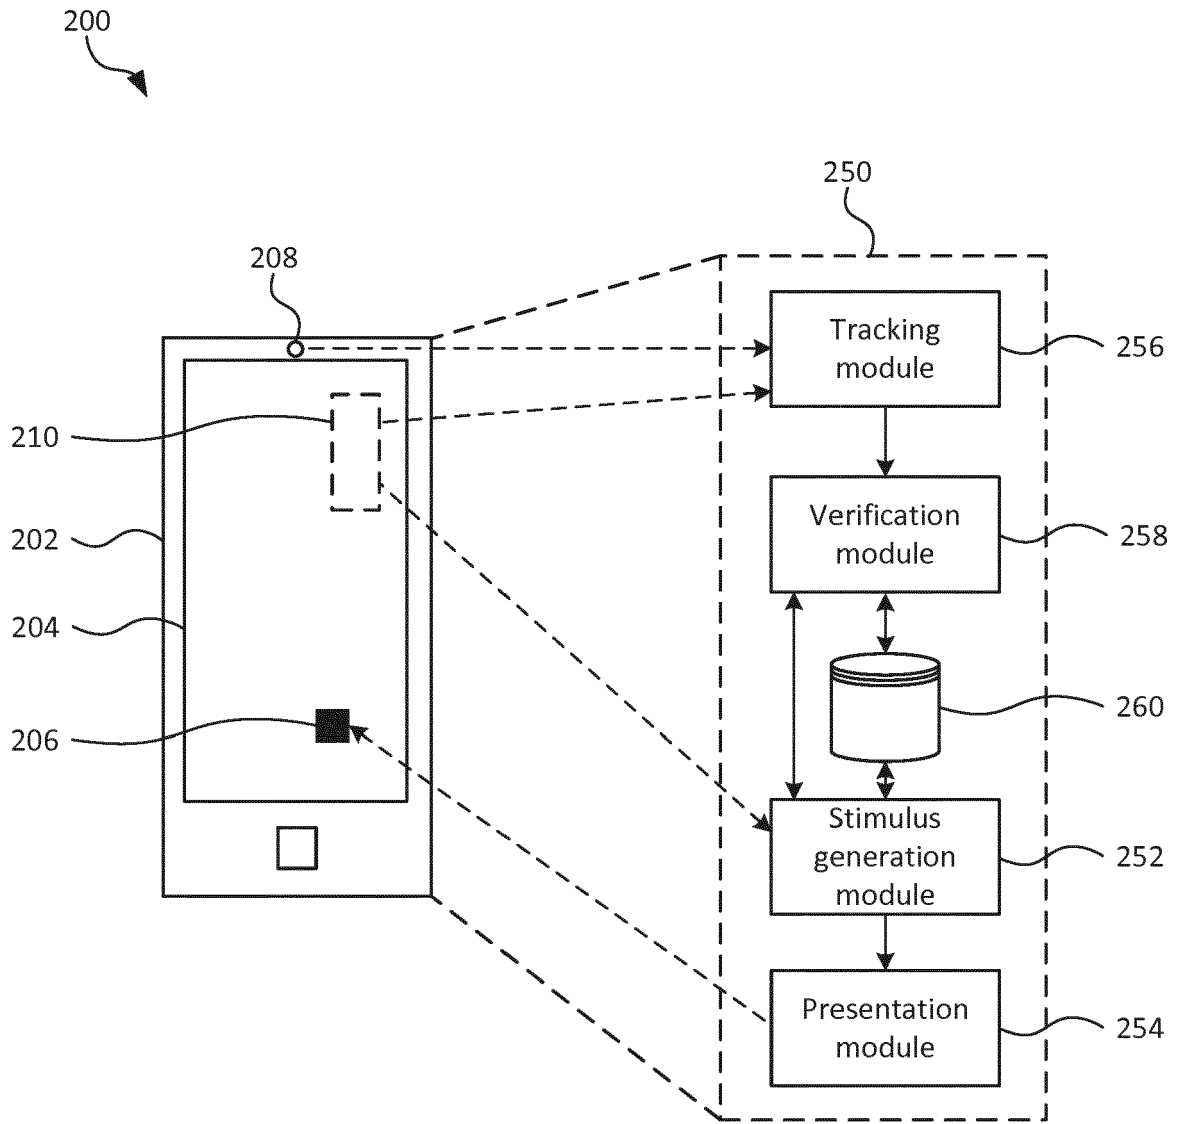 200
250
208
Tracking
module
256
210
Verification
module
258
202
204
260
206
Stimulus
generation
module
252
Presentation
module
254